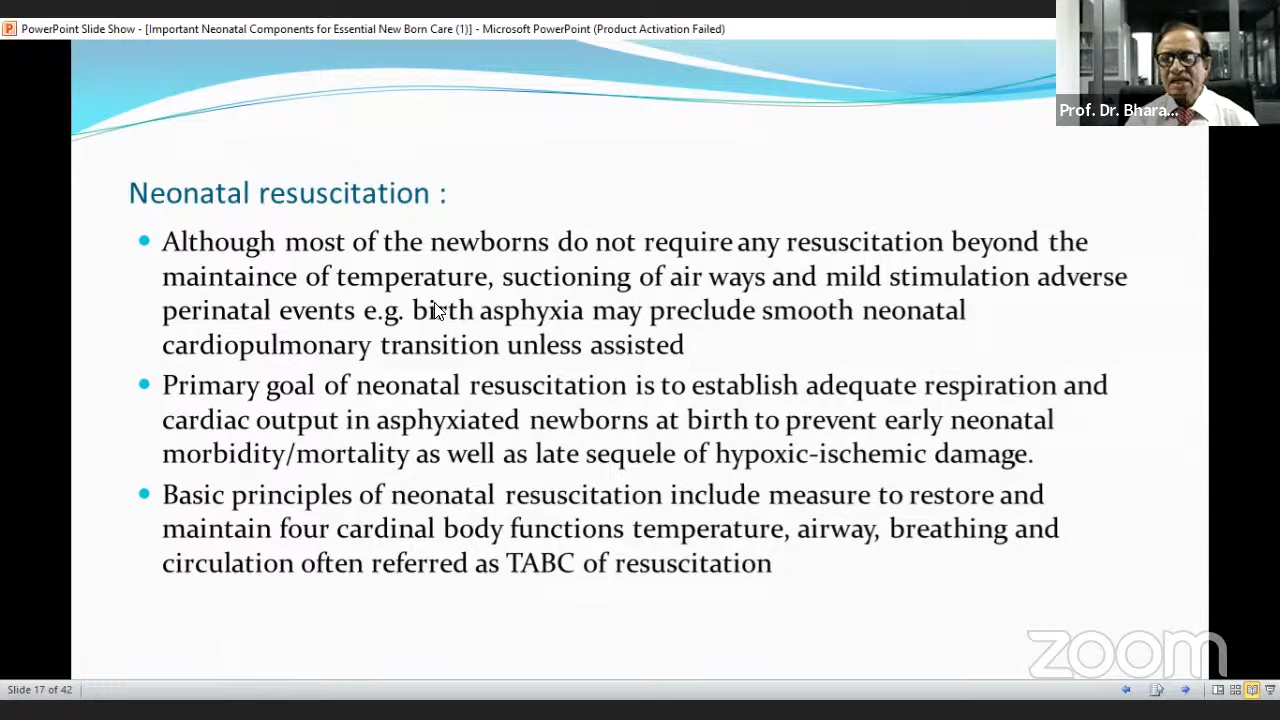 PowerPoint Slide Show - [Important Neonatal Components for Essential New Born Care (1)] - Microsoft PowerPoint (Product Activation Failed)
Prof. Dr. Bhara...
Neonatal resuscitation :
Although most of the newborns do not require any resuscitation beyond the
maintaince of temperature, suctioning of air ways and mild stimulation adverse
perinatal events e.g. birth asphyxia may preclude smooth neonatal
cardiopulmonary transition unless assisted
Primary goal of neonatal resuscitation is to establish adequate respiration and
cardiac output in asphyxiated newborns at birth to prevent early neonatal
morbidity/mortality as well as late sequele of hypoxic-ischemic damage.
Basic principles of neonatal resuscitation include measure to restore and
maintain four cardinal body functions temperature, airway, breathing and
circulation often referred as TABC of resuscitation
zoom
Slide 17 of 42